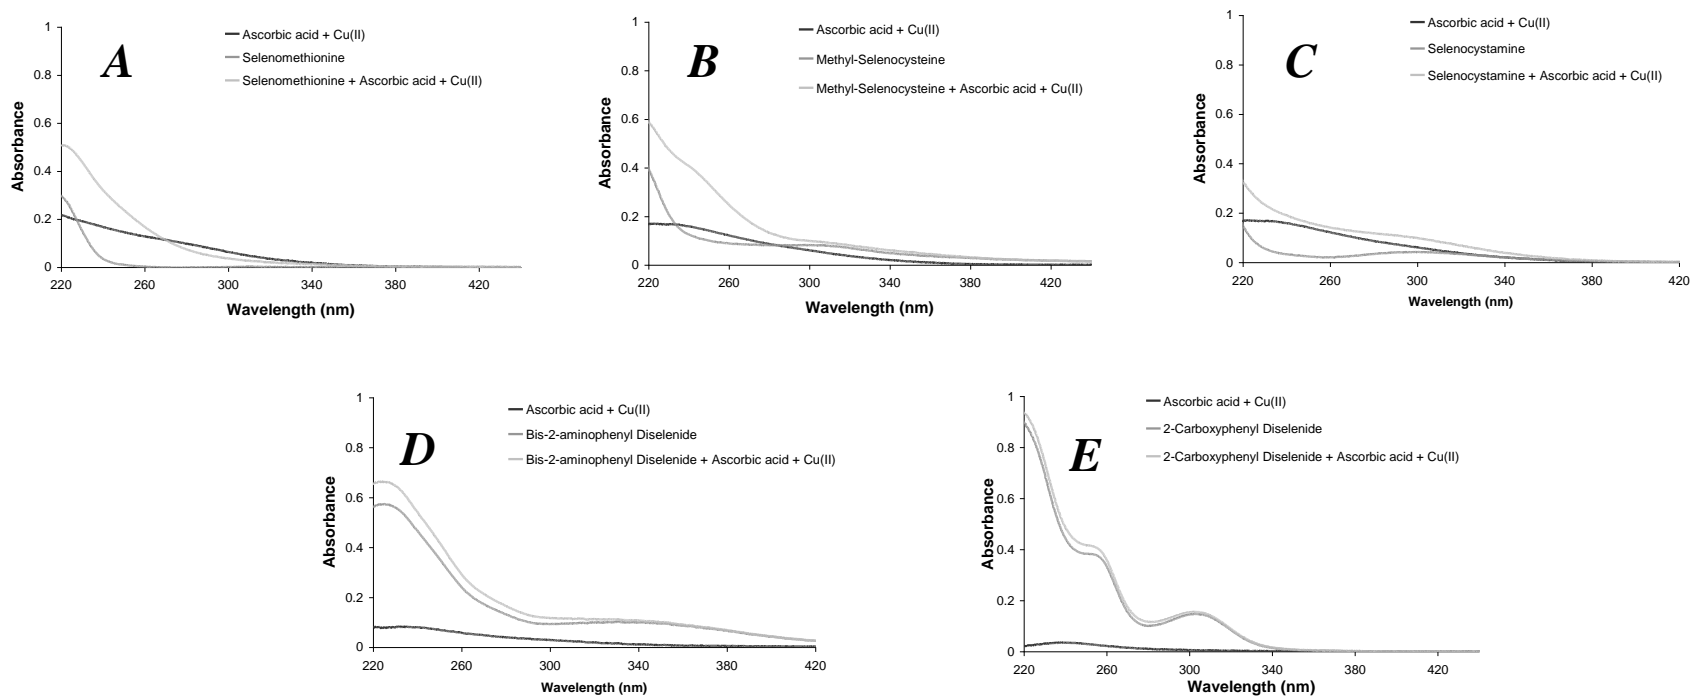 A
Ascorbic acid + Cu(II)
Selenomethionine
Selenomethionine + Ascorbic acid + Cu(II)
Absorbance
1
0.8
0.6
0.4
0.2
0
220 260 300 340 380 420
Wavelength (nm)
B
Ascorbic acid + Cu(II)
Methyl-Selenocysteine
Methyl-Selenocysteine + Ascorbic acid + Cu(II)
Absorbance
1
0.8
0.6
0.4
0.2
0
220 260 300 340 380 420
Wavelength (nm)
C
Ascorbic acid + Cu(II)
Selenocystamine
Selenocystamine + Ascorbic acid + Cu(II)
Absorbance
1
0.8
0.6
0.4
0.2
0
220 260 300 340 380 420
Wavelength (nm)
D
Ascorbic acid + Cu(II)
Bis-2-aminophenyl Diselenide
Bis-2-aminophenyl Diselenide + Ascorbic acid + Cu(II)
Absorbance
1
0.8
0.6
0.4
0.2
0
220 260 300 340 380 420
Wavelength (nm)
E
Ascorbic acid + Cu(II)
2-Carboxyphenyl Diselenide
2-Carboxyphenyl Diselenide + Ascorbic acid + Cu(II)
Absorbance
1
0.8
0.6
0.4
0.2
0
220 260 300 340 380 420
Wavelength (nm)